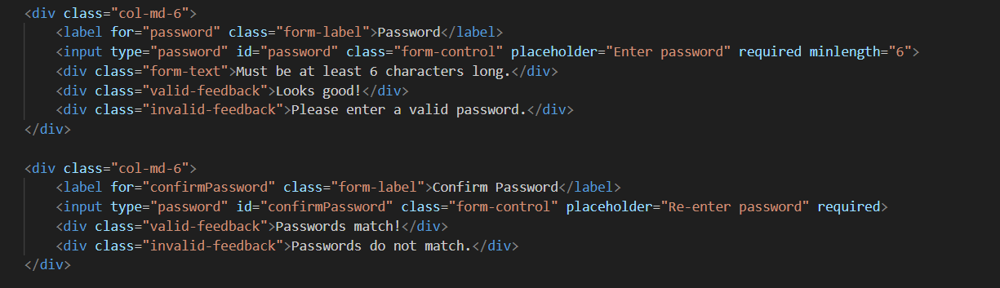 <div class="col-md-6">
    <label for="password" class="form-label">Password</label>
    <input type="password" id="password" class="form-control" placeholder="Enter password" required minlength="6">
    <div class="form-text">Must be at least 6 characters long.</div>
    <div class="valid-feedback">Looks good!</div>
    <div class="invalid-feedback">Please enter a valid password.</div>
</div>

<div class="col-md-6">
    <label for="confirmPassword" class="form-label">Confirm Password</label>
    <input type="password" id="confirmPassword" class="form-control" placeholder="Re-enter password" required>
    <div class="valid-feedback">Passwords match!</div>
    <div class="invalid-feedback">Passwords do not match.</div>
</div>